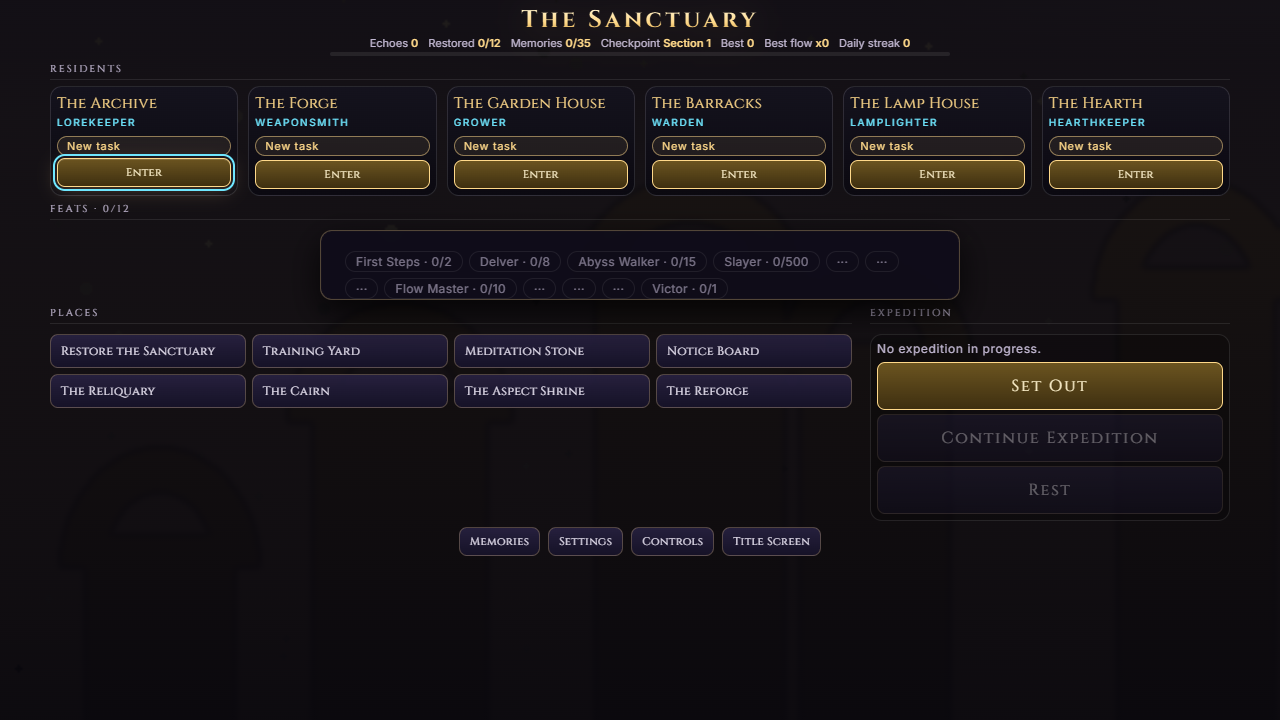 The Sanctuary
Echoes 0 Restored 0/12 Memories 0/35 Checkpoint Section 1 Best 0 Best flow x0 Daily streak 0
RESIDENTS
The Archive
LOREKEEPER
New task
Enter
The Forge
WEAPONSMITH
New task
Enter
The Garden House
GROWER
New task
Enter
The Barracks
WARDEN
New task
Enter
The Lamp House
LAMPLIGHTER
New task
Enter
The Hearth
HEARTHKEEPER
New task
Enter
FEATS · 0/12
First Steps · 0/2 Delver · 0/8 Abyss Walker · 0/15 Slayer · 0/500 ··· ···
··· Flow Master · 0/10 ··· ··· ··· Victor · 0/1
PLACES
Restore the Sanctuary Training Yard Meditation Stone Notice Board
The Reliquary The Cairn The Aspect Shrine The Reforge
EXPEDITION
No expedition in progress.
Set Out
Continue Expedition
Rest
Memories Settings Controls Title Screen